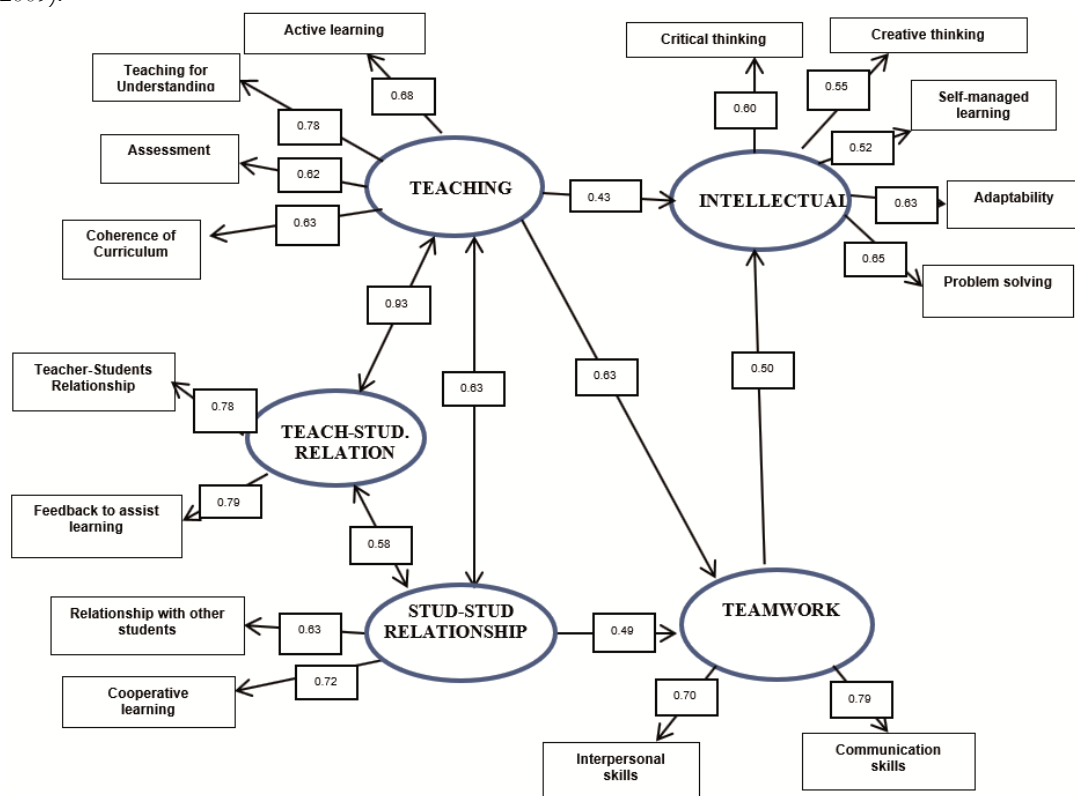 2009).
Active learning
Critical thinking
Creative thinking
Teaching for
Understanding
0.68
0.60
0.55
Self-managed
learning
0.78
Assessment
0.52
0.62
TEACHING
0.43
INTELLECTUAL
0.63
Adaptability
Coherence of
Curriculum
0.63
0.65
Problem solving
0.93
Teacher-Students
Relationship
0.78
0.63
0.63
0.50
TEACH-STUD.
RELATION
Feedback to assist
learning
0.79
0.58
Relationship with other
students
0.63
STUD-STUD
RELATIONSHIP
0.49
TEAMWORK
Cooperative
learning
0.72
0.70
0.79
Interpersonal
skills
Communication
skills